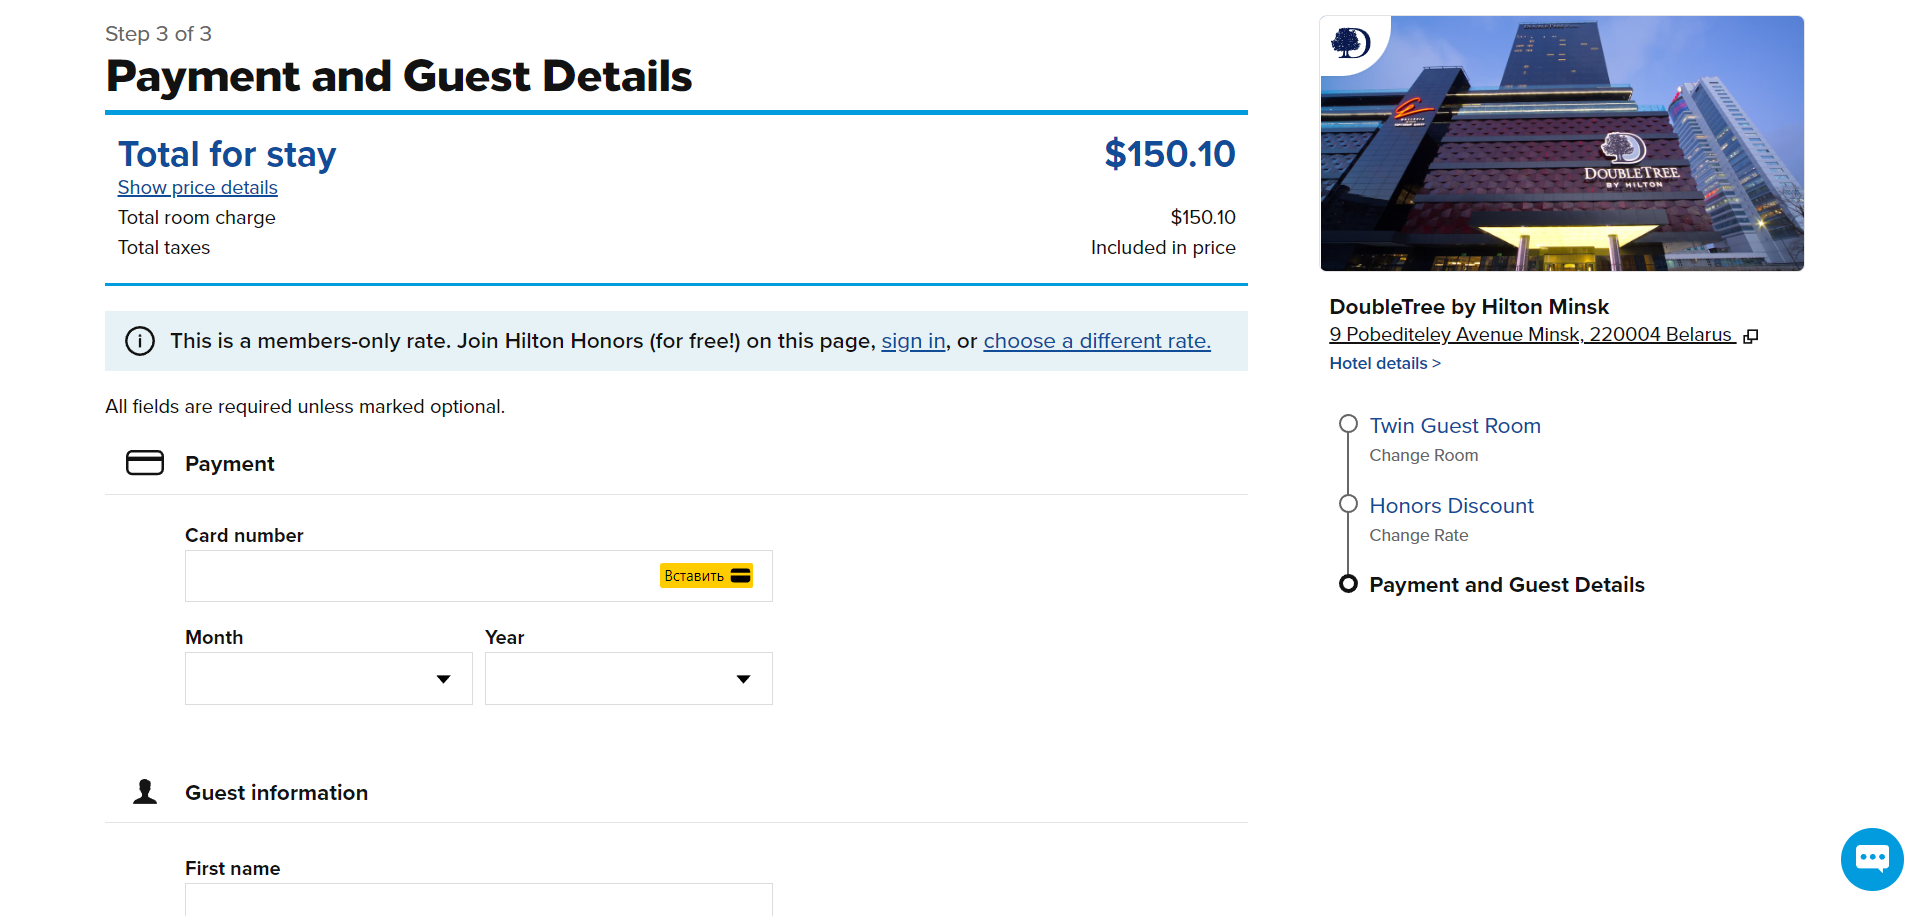 Step 3 of 3
Payment and Guest Details
Total for stay
$150.10
Show price details
Total room charge
$150.10
Total taxes
Included in price
This is a members-only rate. Join Hilton Honors (for free!) on this page, sign in, or choose a different rate.
All fields are required unless marked optional.
Payment
Card number
Вставить
Month
Year
Guest information
First name
DOUBLETREE
BY HILTON
DoubleTree by Hilton Minsk
9 Pobediteley Avenue Minsk, 220004 Belarus
Hotel details >
Twin Guest Room
Change Room
Honors Discount
Change Rate
Payment and Guest Details